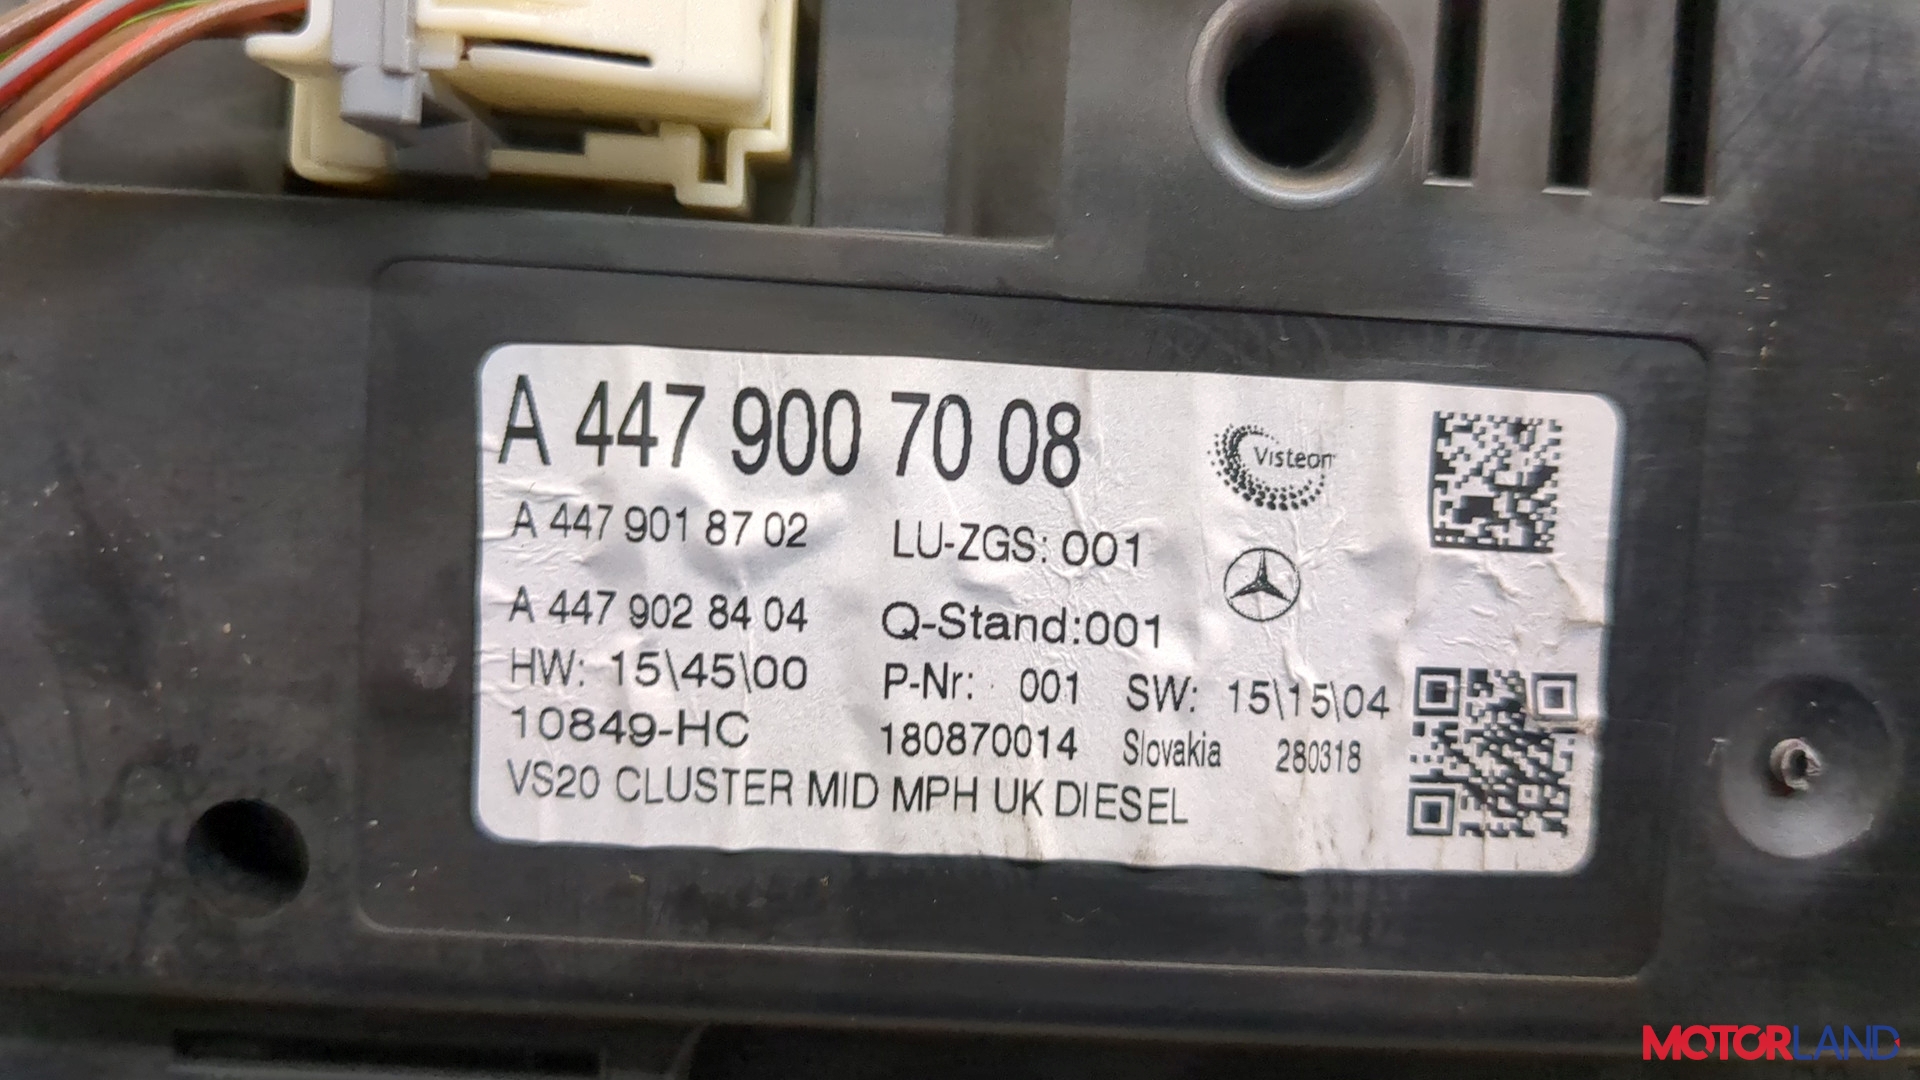 A 447 900 70 08
Visteon
A 447 901 87 02 LU-ZGS: 001
A 447 902 84 04 Q-Stand:001
HW: 15\45\00 P-Nr: 001 SW: 15\15\04
10849-HC 180870014 Slovakia 280318
VS20 CLUSTER MID MPH UK DIESEL
MOTORLAND